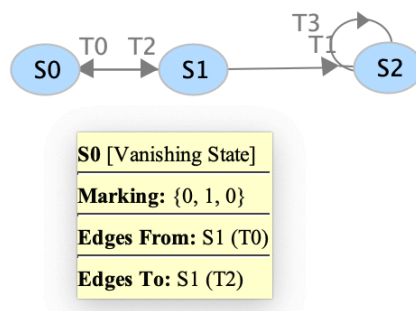 T3
T0 T2 T1
S0 S1 S2
S0 [Vanishing State]
Marking: {0, 1, 0}
Edges From: S1 (T0)
Edges To: S1 (T2)